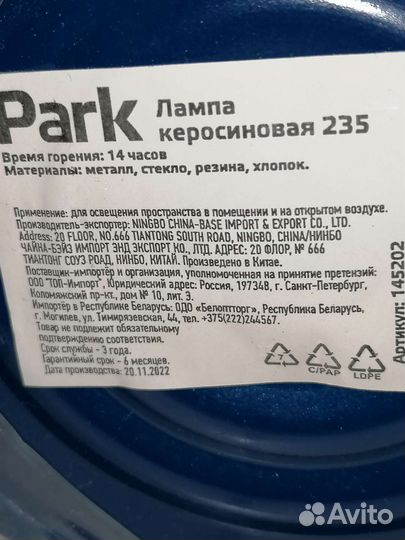 Park
Лампа
керосиновая 235
Время горения: 14 часов
Материалы: металл, стекло, резина, хлопок.
Применение: для освещения пространства в помещении и на открытом воздухе.
Производитель-экспортер: NINGBO CHINA-BASE IMPORT & EXPORT CO., LTD.
Address: 20 FLOOR, NO.666 TIANTONG SOUTH ROAD, NINGBO, CHINA/НИНБО
ЧАЙНА-БЭЙЗ ИМПОРТ ЭНД ЭКСПОРТ КО., ЛТД. АДРЕС: 20 ФЛОР, № 666
ТИАНТОНГ СОУЗ РОАД, НИНБО, КИТАЙ. Произведено в Китае.
Поставщик-импортёр и организация, уполномоченная на принятие претензий:
ООО "ТОП-Импорт", Юридический адрес: Россия, 197348, г. Санкт-Петербург,
Коломяжский пр-кт., дом № 10, лит. Э.
Импортёр в Республике Беларусь: ОДО «Белоптторг», Республика Беларусь,
г. Могилев, ул. Тимирязевская, 44, тел. +375(222)244567.
Товар не подлежит обязательному
подтверждению соответствия.
Срок службы - 3 года.
Гарантийный срок - 6 месяцев.
Дата производства: 20.11.2022
C/PAP
LDPE
Артикул: 145202
Avito